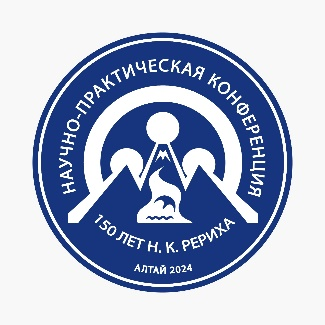 НАУЧНО-ПРАКТИЧЕСКАЯ КОНФЕРЕНЦИЯ
150 ЛЕТ Н. К. РЕРИХА
АЛТАЙ 2024